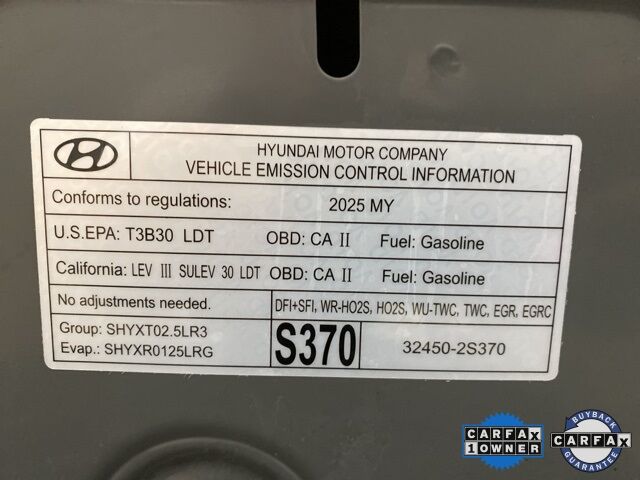 HYUNDAI MOTOR COMPANY
VEHICLE EMISSION CONTROL INFORMATION
Conforms to regulations: 2025 MY
U.S.EPA: T3B30 LDT OBD: CA II Fuel: Gasoline
California: LEV III SULEV 30 LDT OBD: CA II Fuel: Gasoline
No adjustments needed. DFI+SFI, WR-HO2S, HO2S, WU-TWC, TWC, EGR, EGRC
Group: SHYXT02.5LR3
Evap.: SHYXR0125LRG
S370
32450-2S370
CARFAX
1 OWNER
BUYBACK
CARFAX
GUARANTEE